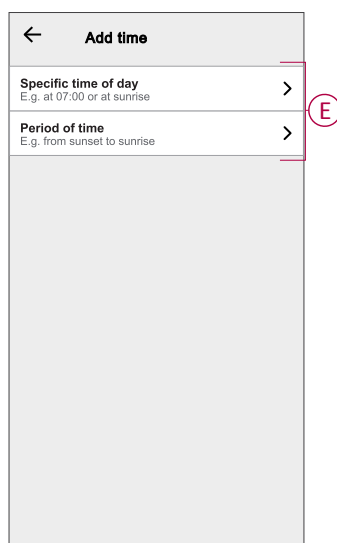 Add time
Specific time of day
E.g. at 07:00 or at sunrise
E
Period of time
E.g. from sunset to sunrise